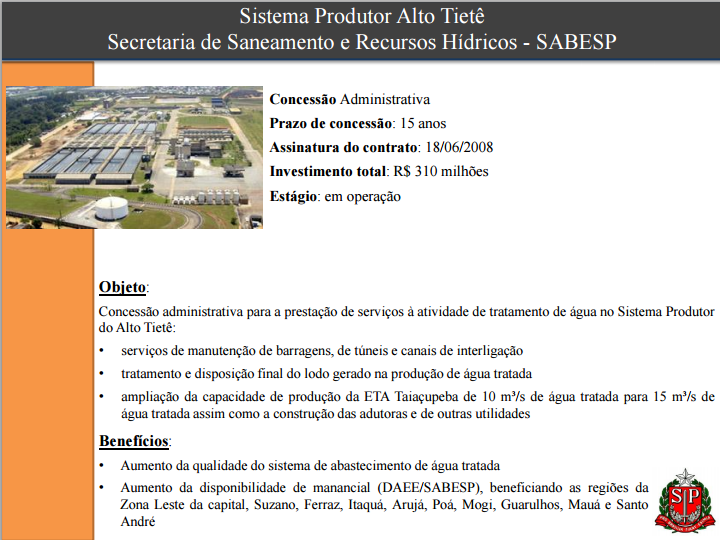 Sistema Produtor Alto Tietê
Secretaria de Saneamento e Recursos Hídricos - SABESP
Concessão Administrativa
Prazo de concessão: 15 anos
Assinatura do contrato: 18/06/2008
Investimento total: R$ 310 milhões
Estágio: em operação
Objeto:
Concessão administrativa para a prestação de serviços à atividade de tratamento de água no Sistema Produtor
do Alto Tietê:
• serviços de manutenção de barragens, de túneis e canais de interligação
• tratamento e disposição final do lodo gerado na produção de água tratada
• ampliação da capacidade de produção da ETA Taiaçupeba de 10 m³/s de água tratada para 15 m³/s de
água tratada assim como a construção das adutoras e de outras utilidades
Benefícios:
• Aumento da qualidade do sistema de abastecimento de água tratada
• Aumento da disponibilidade de manancial (DAEE/SABESP), beneficiando as regiões da
Zona Leste da capital, Suzano, Ferraz, Itaquá, Arujá, Poá, Mogi, Guarulhos, Mauá e Santo
André
SP